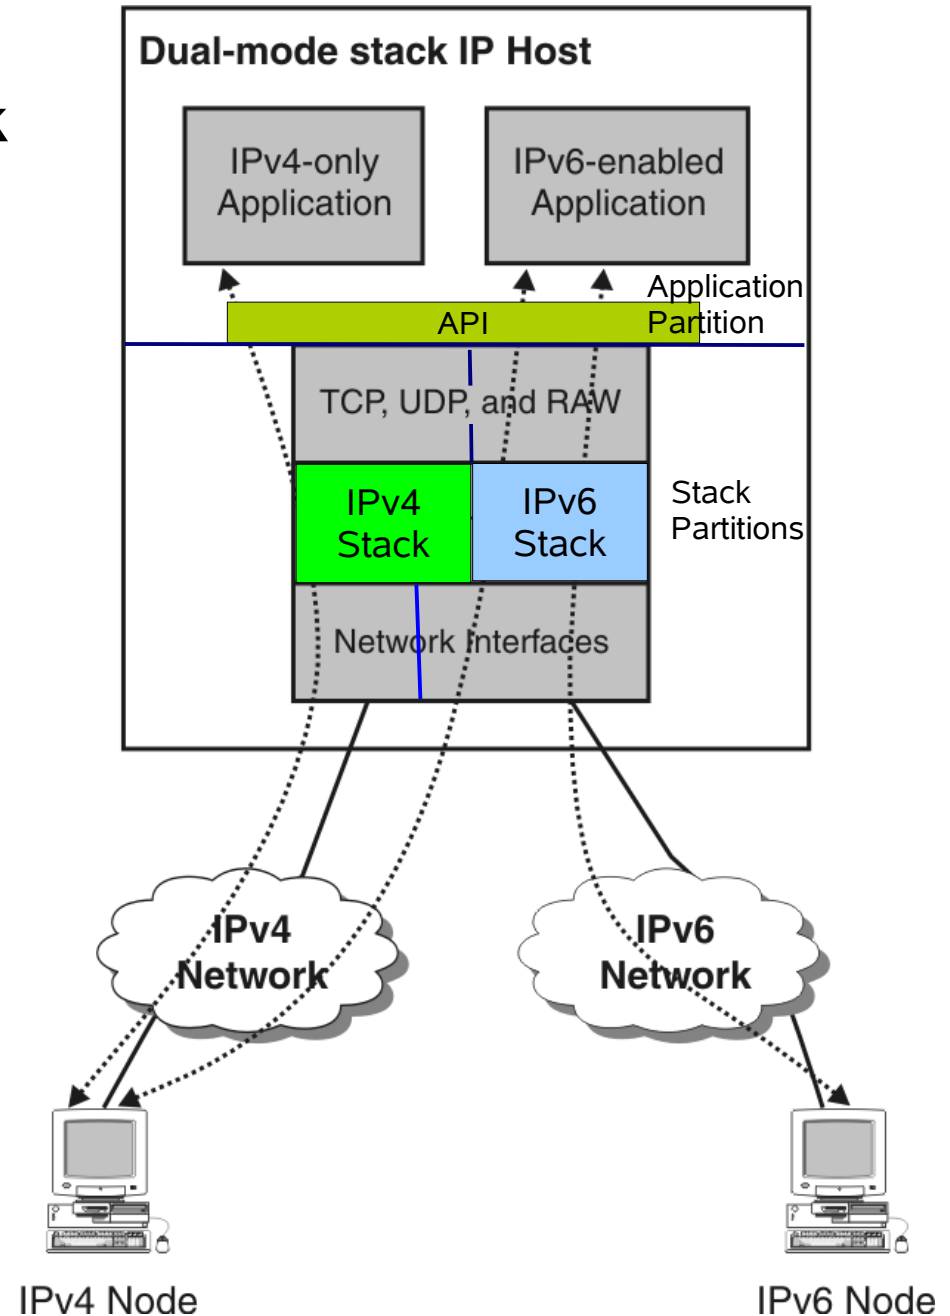 Dual-mode stack IP Host
IPv4-only
Application
IPv6-enabled
Application
Application
Partition
API
TCP, UDP, and RAW
IPv4
Stack
IPv6
Stack
Stack
Partitions
Network Interfaces
IPv4
Network
IPv6
Network
IPv4 Node
IPv6 Node